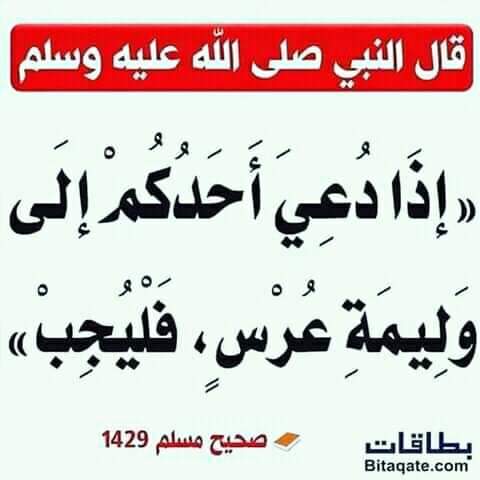 قال النبي صلى الله عليه وسلم
«إِذَا دُعِيَ أَحَدُكُمْ إِلَى
وَلِيمَةِ عُرْسٍ، فَلْيُجِبْ»
صحيح مسلم 1429
بطاقات
Bitaqate.com